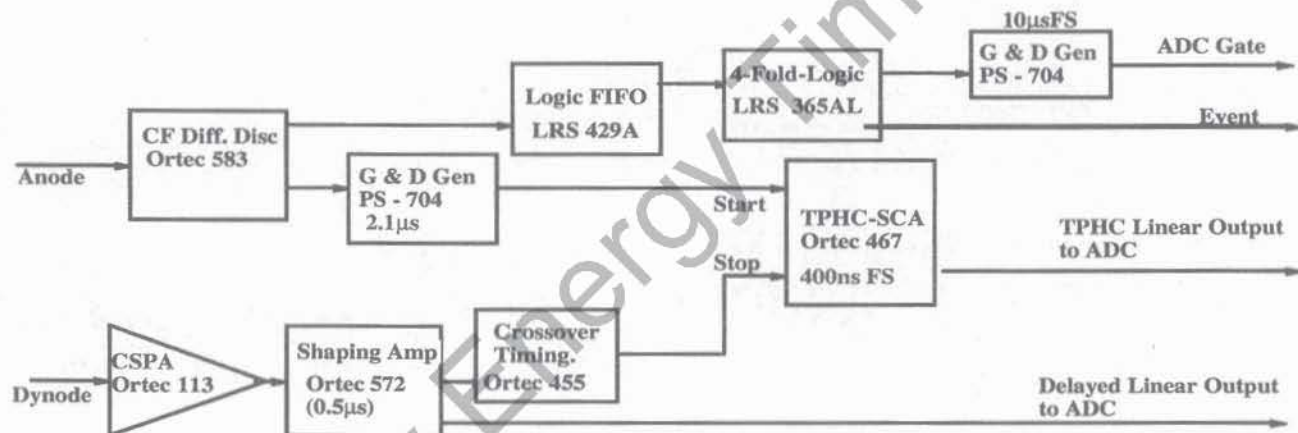 10μsFS
G & D Gen
PS - 704
ADC Gate
4-Fold-Logic
LRS 365AL
Logic FIFO
LRS 429A
Event
CF Diff. Disc
Ortec 583
Anode
G & D Gen
PS - 704
2.1μs
Start
TPHC-SCA
Ortec 467
400ns FS
TPHC Linear Output
to ADC
Stop
Crossover
Timing.
Ortec 455
Shaping Amp
Ortec 572
(0.5μs)
CSPA
Ortec 113
Dynode
Delayed Linear Output
to ADC
Energy Tim